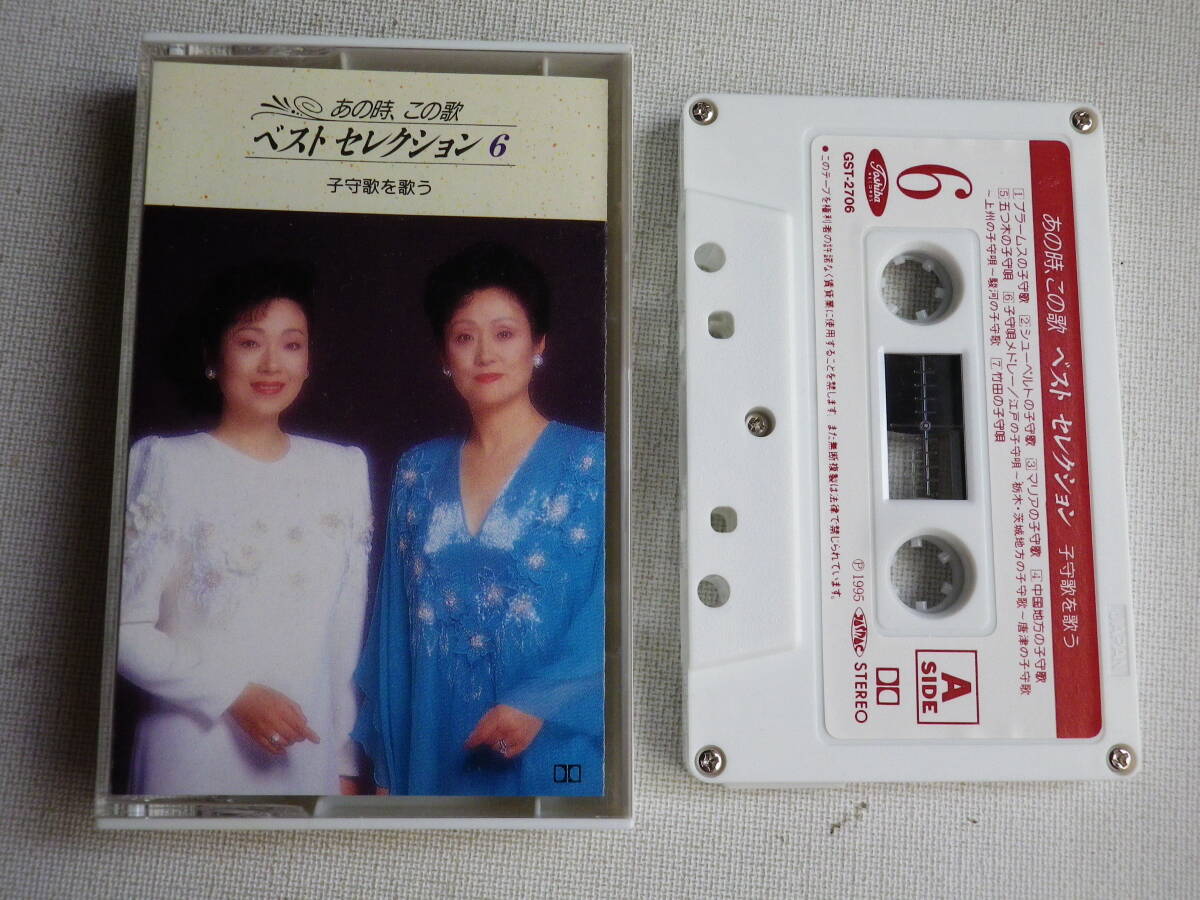 あの時、この歌
ベスト セレクション 6
子守歌を歌う
あの時、この歌 ベスト セレクション 子守歌を歌う
6
Toshiba
RECORDS
GST-2706
①ブラームスの子守歌 ②シューベルトの子守歌 ③マリアの子守歌 ④中国地方の子守歌
⑤五つ木の子守唄 ⑥子守唄メドレー/江戸の子守唄~栃木・茨城地方の子守歌~唐津の子守歌
~上州の子守唄~駿河の子守歌 ⑦竹田の子守唄
●このテープを権利者の許諾なく賃貸業に使用することを禁じます。また無断複製は法律で禁じられています。
Ⓟ1995
STEREO
A
SIDE